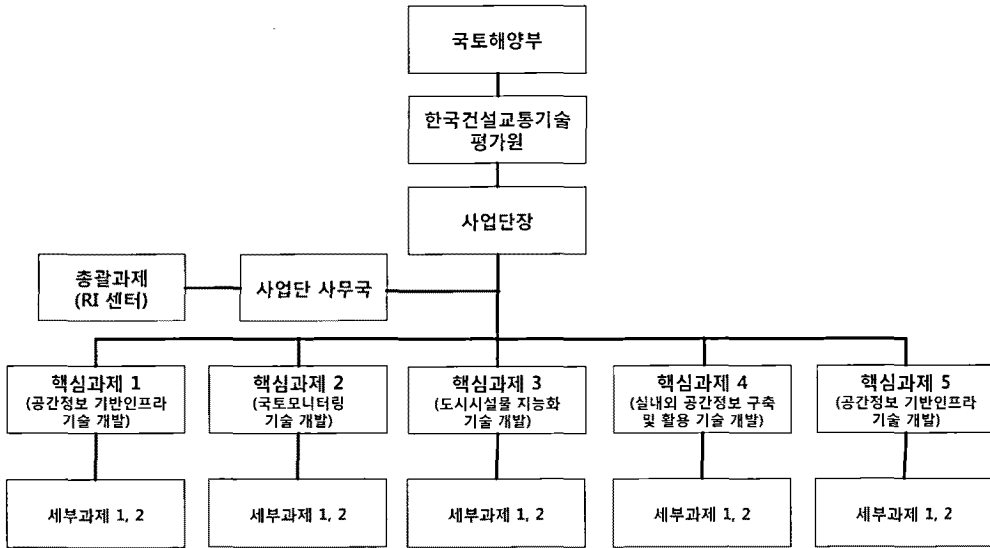 국토해양부
한국건설교통기술
평가원
사업단장
총괄과제
(RI 센터)
사업단 사무국
핵심과제 1
(공간정보 기반인프라
기술 개발)
핵심과제 2
(국토모니터링
기술 개발)
핵심과제 3
(도시시설물 지능화
기술 개발)
핵심과제 4
(실내외 공간정보 구축
및 활용 기술 개발)
핵심과제 5
(공간정보 기반인프라
기술 개발)
세부과제 1, 2
세부과제 1, 2
세부과제 1, 2
세부과제 1, 2
세부과제 1, 2